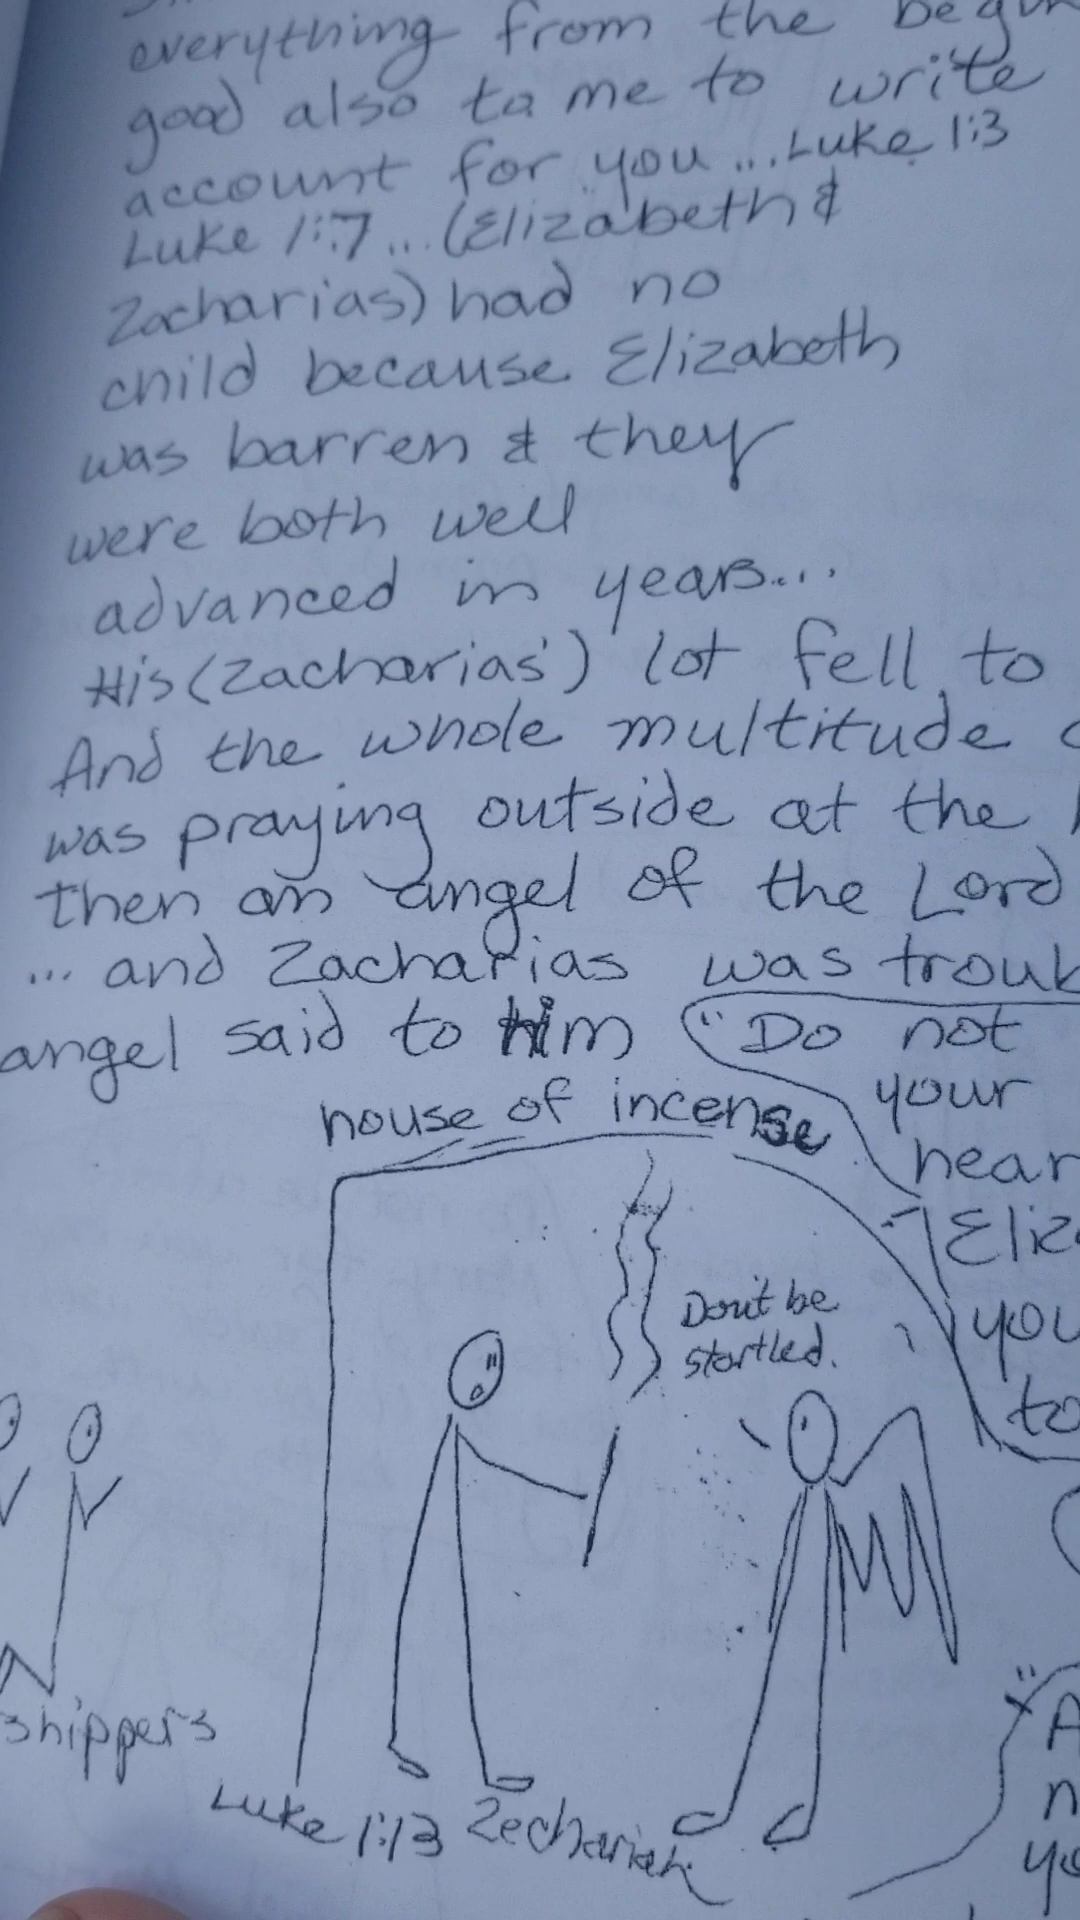 everything from the
good also to me to write
account for you ... Luke 1:3
Luke 1:7 ... (Elizabeth &
Zacharias) had no
child because Elizabeth
was barren & they
were both well
advanced in years....
His (Zacharias') lot fell to
And the whole multitude
was praying outside at the
then an angel of the Lord
... and Zacharias was
angel said to him "Do not
your
house of incense
Don't be
startled.
you
to
shippers
Luke 1:13 Zechariah